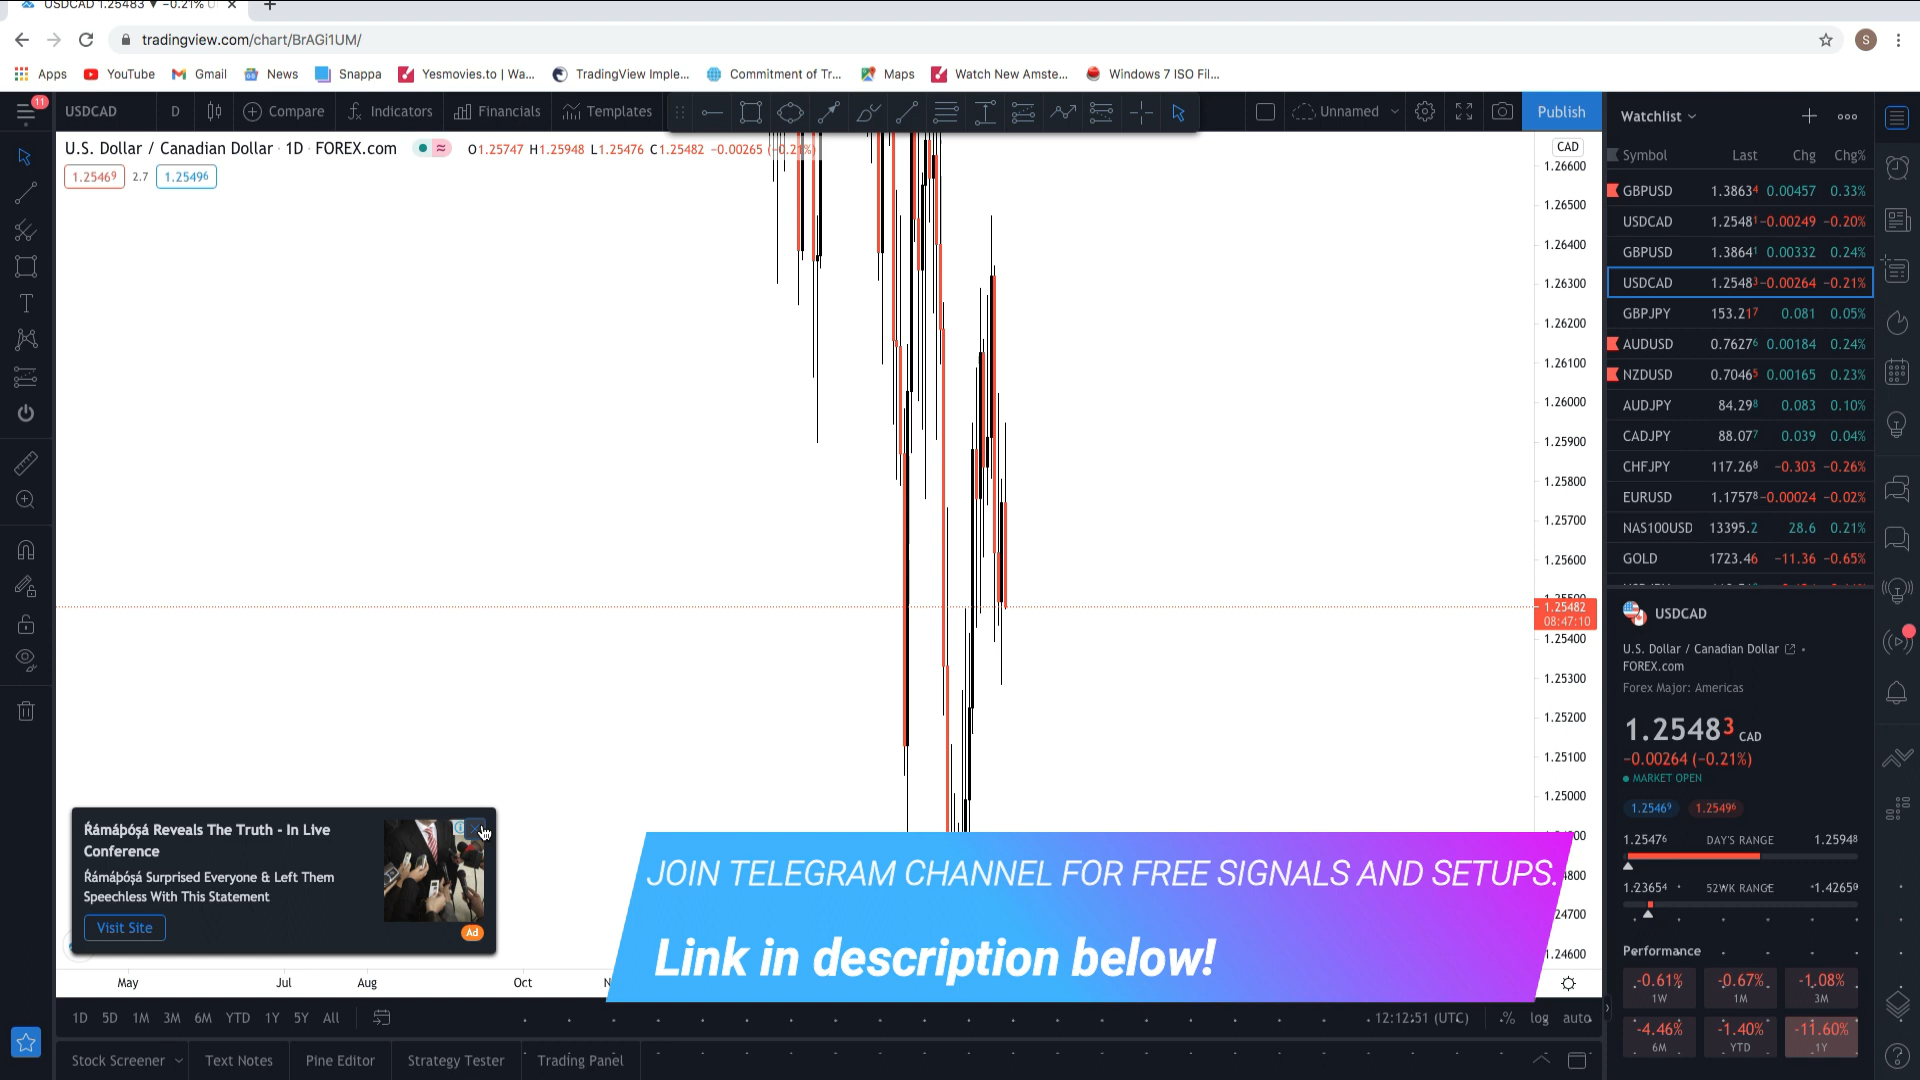 USDCAD 1.25483 ▼ −0.21% U
tradingview.com/chart/BrAGi1UM/
S
Apps YouTube Gmail News Snappa Yesmovies.to | Wa... TradingView Imple... Commitment of Tr... Maps Watch New Amste... Windows 7 ISO Fil...
11
USDCAD D Compare Indicators Financials Templates Unnamed Publish
U.S. Dollar / Canadian Dollar · 1D · FOREX.com O1.25747 H1.25948 L1.25476 C1.25482 −0.00265 (−0.21%)
1.25469 2.7 1.25496
CAD
1.26600
1.26500
1.26400
1.26300
1.26200
1.26100
1.26000
1.25900
1.25800
1.25700
1.25600
1.25500
1.25482
08:47:10
1.25400
1.25300
1.25200
1.25100
1.25000
Watchlist
Symbol Last Chg Chg%
GBPUSD 1.38634 0.00457 0.33%
USDCAD 1.25481 −0.00249 −0.20%
GBPUSD 1.38641 0.00332 0.24%
USDCAD 1.25483 −0.00264 −0.21%
GBPJPY 153.217 0.081 0.05%
AUDUSD 0.76276 0.00184 0.24%
NZDUSD 0.70465 0.00165 0.23%
AUDJPY 84.298 0.083 0.10%
CADJPY 88.077 0.039 0.04%
CHFJPY 117.268 −0.303 −0.26%
EURUSD 1.17578 −0.00024 −0.02%
NAS100USD 13395.2 28.6 0.21%
GOLD 1723.46 −11.36 −0.65%
USDCAD
U.S. Dollar / Canadian Dollar •
FOREX.com
Forex Major: Americas
1.25483 CAD
−0.00264 (−0.21%)
MARKET OPEN
1.25469 1.25496
1.25476 DAY'S RANGE 1.25948
1.23654 52WK RANGE 1.42650
Performance
-0.61% -0.67% -1.08%
1W 1M 3M
-4.46% -1.40% -11.60%
6M YTD 1Y
Ŕámáþóşá Reveals The Truth - In Live
Conference
Ŕámáþóşá Surprised Everyone & Left Them
Speechless With This Statement
Visit Site
Ad
JOIN TELEGRAM CHANNEL FOR FREE SIGNALS AND SETUPS.
Link in description below!
4800
4700
1.24600
May Jul Aug Oct N
1D 5D 1M 3M 6M YTD 1Y 5Y All 12:12:51 (UTC) % log auto
Stock Screener Text Notes Pine Editor Strategy Tester Trading Panel